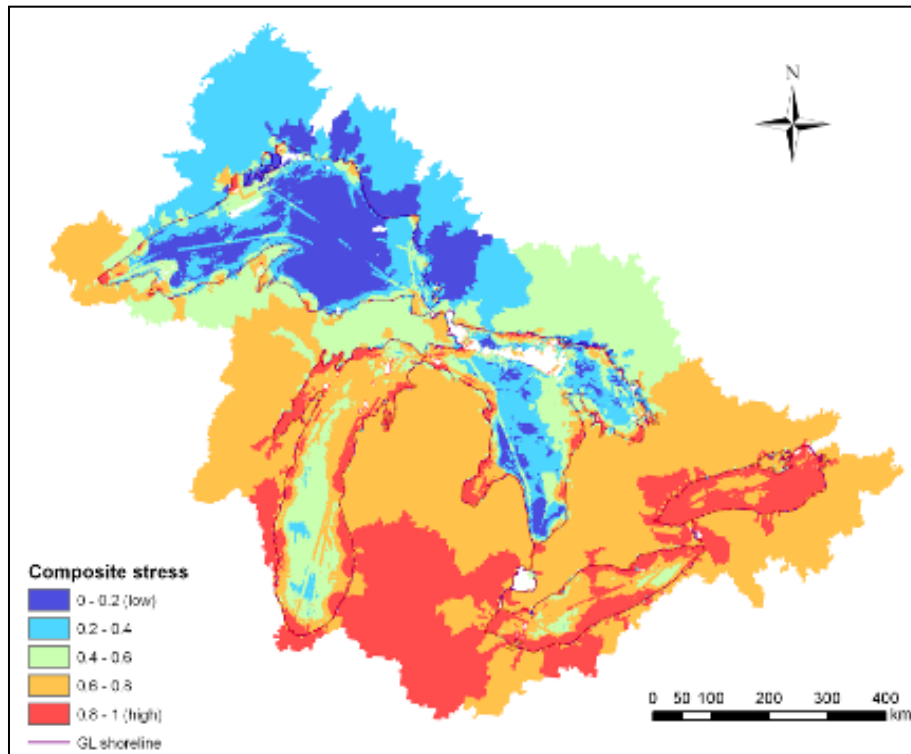 N
Composite stress
0 - 0.2 (low)
0.2 - 0.4
0.4 - 0.6
0.6 - 0.8
0.8 - 1 (high)
GL shoreline
0 50 100 200 300 400
km